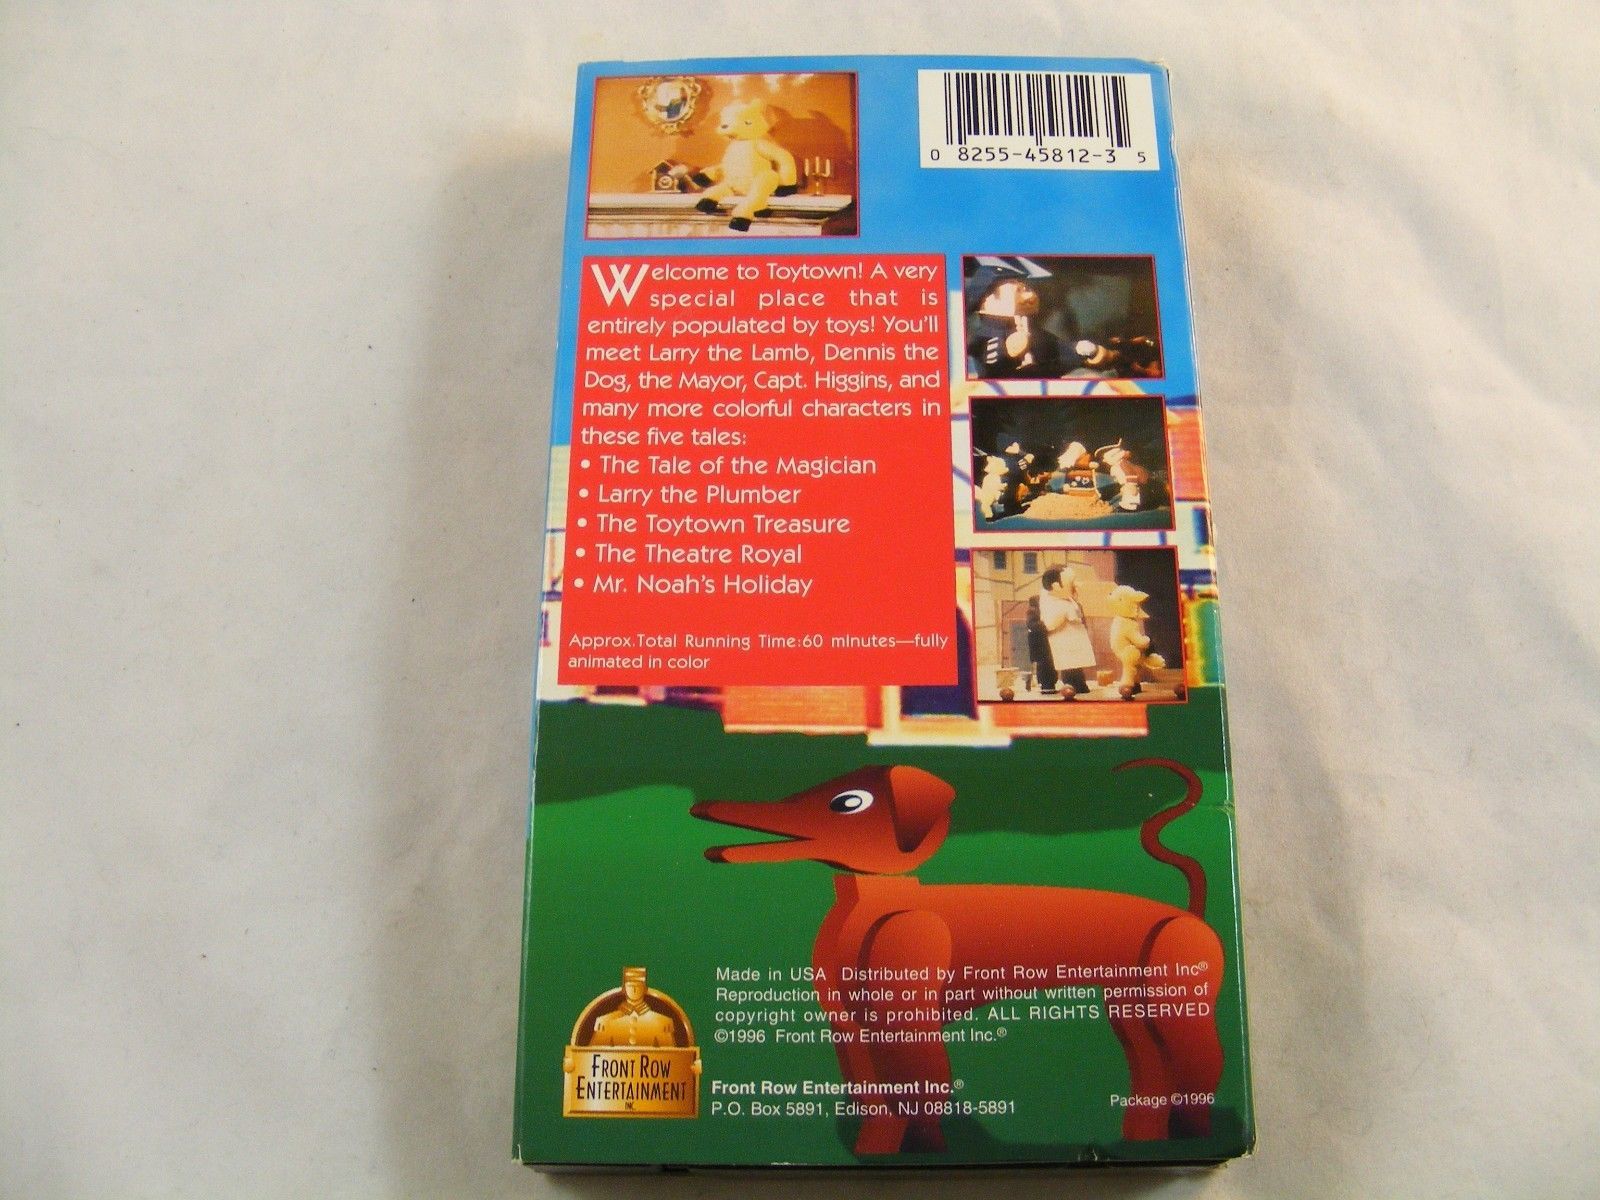 0 8255-45812-3 5
Welcome to Toytown! A very
special place that is
entirely populated by toys! You'll
meet Larry the Lamb, Dennis the
Dog, the Mayor, Capt. Higgins, and
many more colorful characters in
these five tales:
• The Tale of the Magician
• Larry the Plumber
• The Toytown Treasure
• The Theatre Royal
• Mr. Noah's Holiday
Approx.Total Running Time:60 minutes—fully
animated in color
Made in USA Distributed by Front Row Entertainment Inc®
Reproduction in whole or in part without written permission of
copyright owner is prohibited. ALL RIGHTS RESERVED
©1996 Front Row Entertainment Inc.®
FRONT ROW
ENTERTAINMENT
INC.
Front Row Entertainment Inc.®
P.O. Box 5891, Edison, NJ 08818-5891
Package ©1996